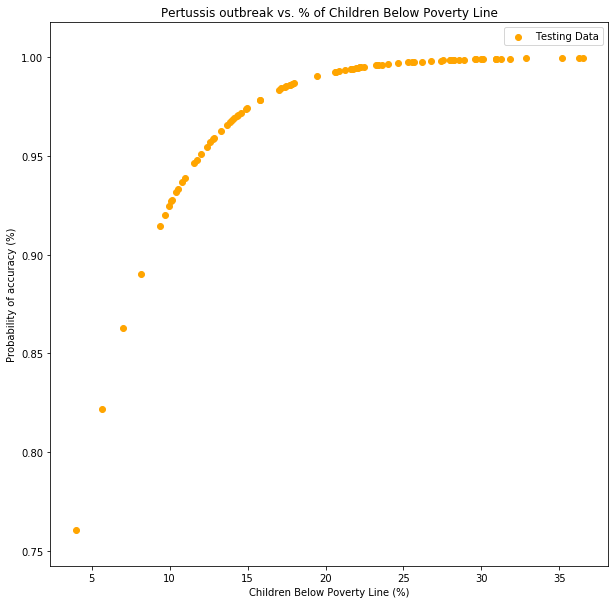 Pertussis outbreak vs. % of Children Below Poverty Line
Testing Data
1.00
0.95
0.90
0.85
0.80
0.75
Probability of accuracy (%)
5 10 15 20 25 30 35
Children Below Poverty Line (%)